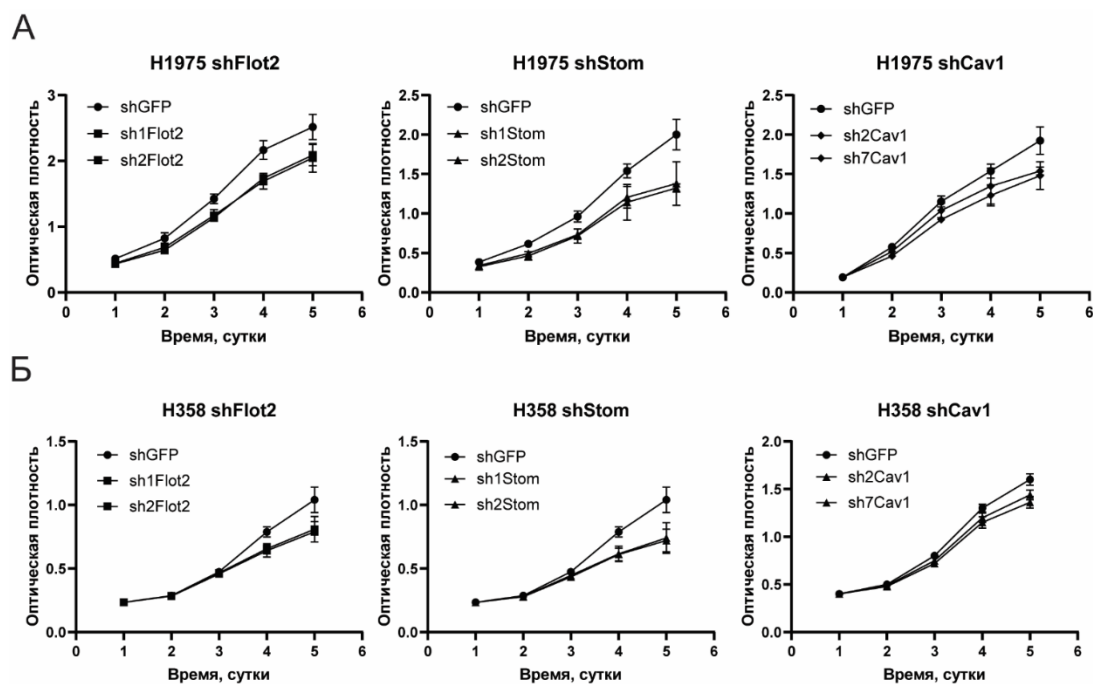 А
H1975 shFlot2
Оптическая плотность
3
2
1
0
shGFP
sh1Flot2
sh2Flot2
0 1 2 3 4 5 6
Время, сутки
H1975 shStom
Оптическая плотность
2.5
2.0
1.5
1.0
0.5
0.0
shGFP
sh1Stom
sh2Stom
0 1 2 3 4 5 6
Время, сутки
H1975 shCav1
Оптическая плотность
2.5
2.0
1.5
1.0
0.5
0.0
shGFP
sh2Cav1
sh7Cav1
0 1 2 3 4 5 6
Время, сутки
Б
H358 shFlot2
Оптическая плотность
1.5
1.0
0.5
0.0
shGFP
sh1Flot2
sh2Flot2
0 1 2 3 4 5 6
Время, сутки
H358 shStom
Оптическая плотность
1.5
1.0
0.5
0.0
shGFP
sh1Stom
sh2Stom
0 1 2 3 4 5 6
Время, сутки
H358 shCav1
Оптическая плотность
2.0
1.5
1.0
0.5
0.0
shGFP
sh2Cav1
sh7Cav1
0 1 2 3 4 5 6
Время, сутки